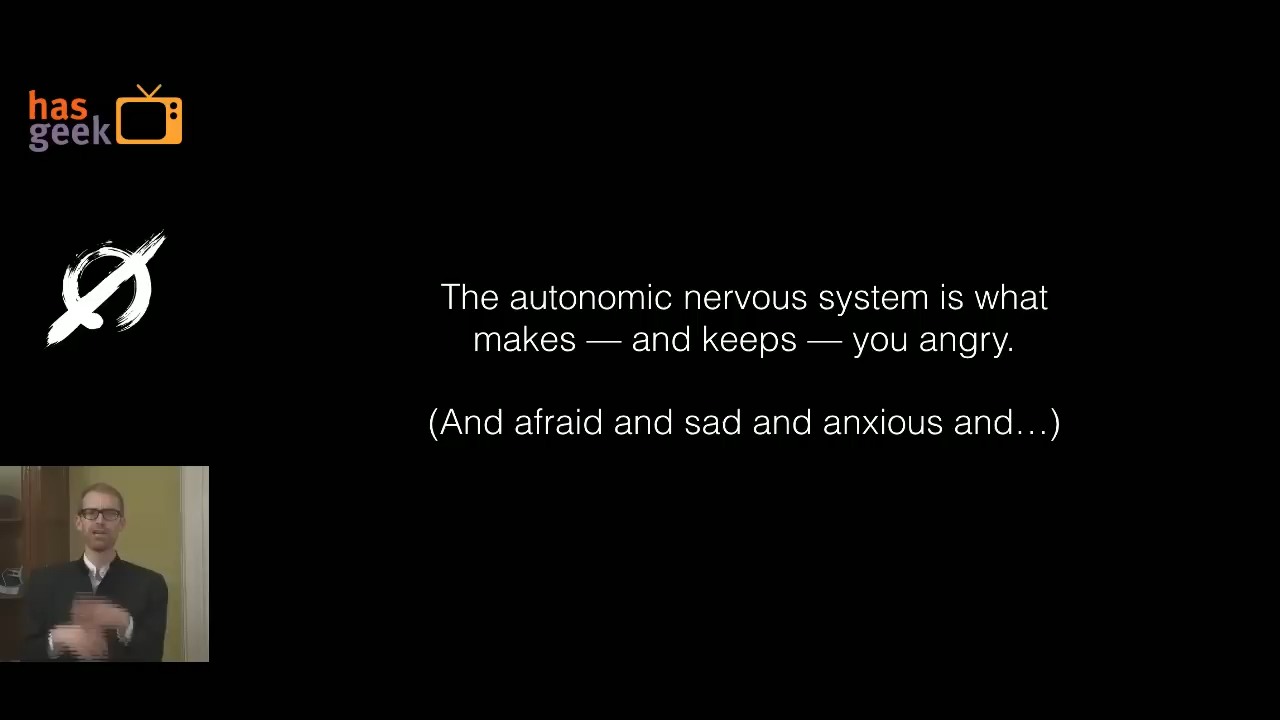 has
geek
The autonomic nervous system is what
makes — and keeps — you angry.
(And afraid and sad and anxious and…)